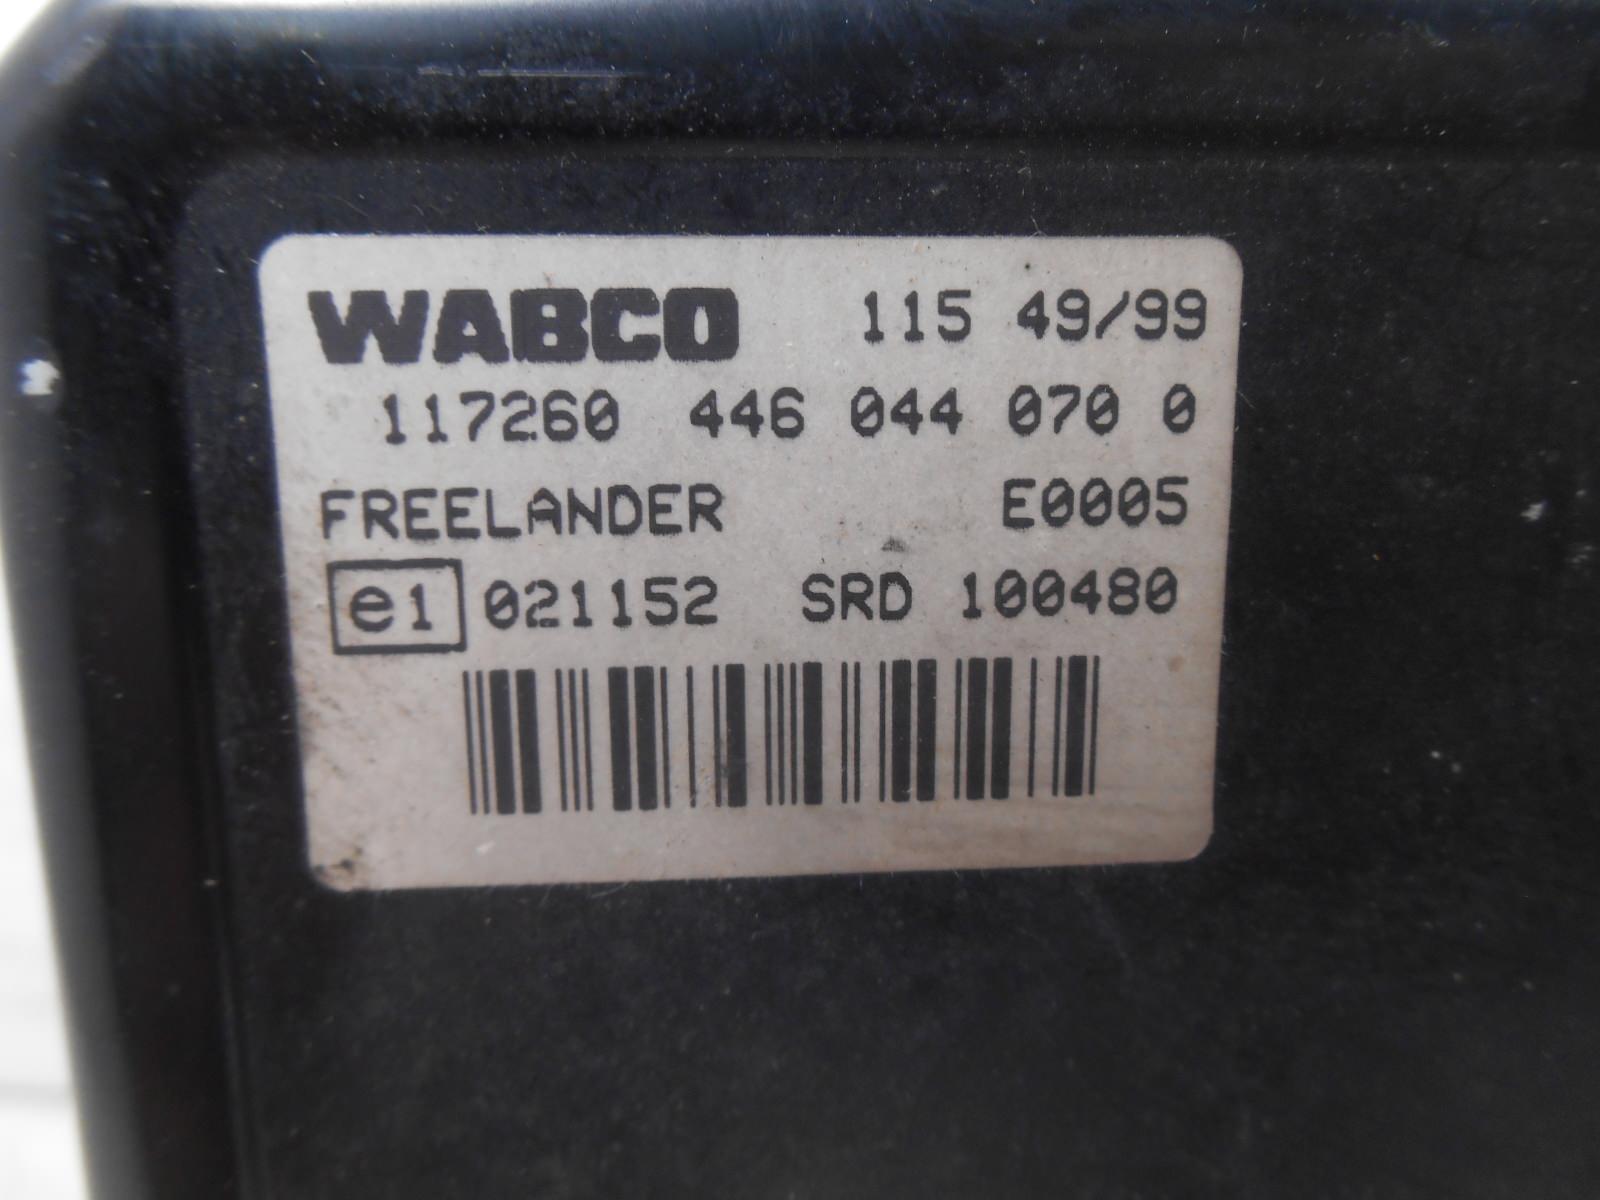 WABCO 115 49/99
117260 446 044 070 0
FREELANDER E0005
e1 021152 SRD 100480